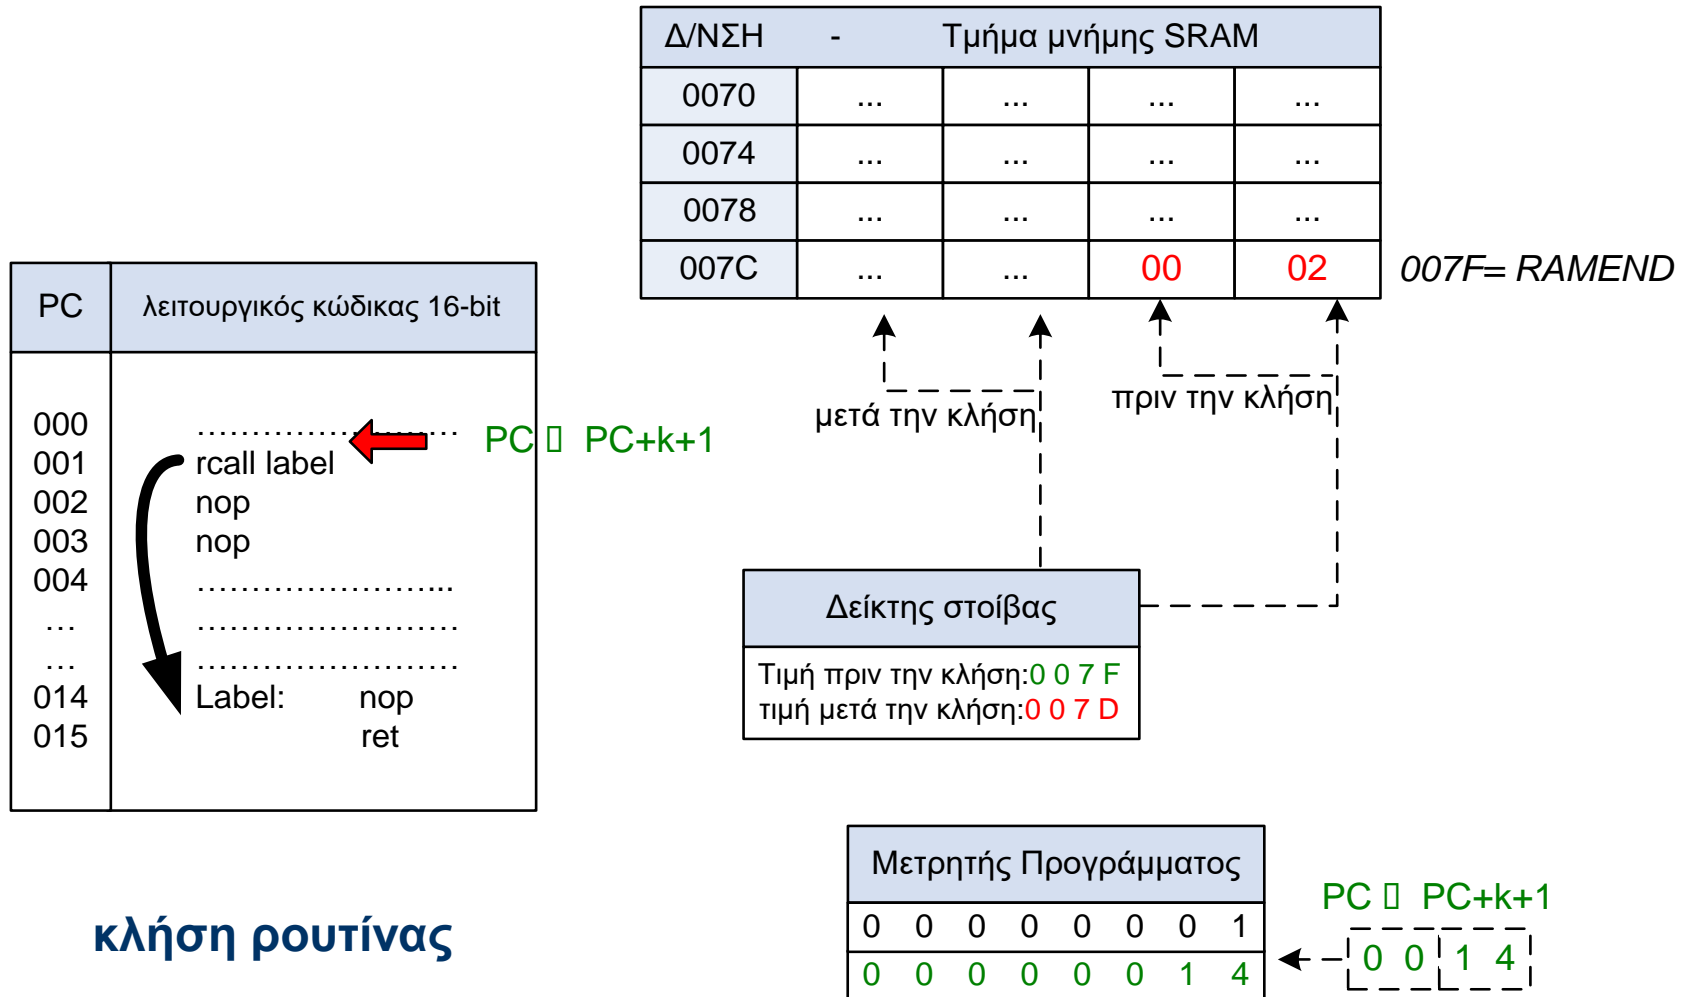 Δ/ΝΣΗ - Τμήμα μνήμης SRAM
0070 ... ... ... ...
0074 ... ... ... ...
0078 ... ... ... ...
007C ... ... 00 02
007F= RAMEND
μετά την κλήση
πριν την κλήση
PC λειτουργικός κώδικας 16-bit
000 ……………………
001 rcall label
002 nop
003 nop
004 …………………...
… ……………………
… ……………………
014 Label: nop
015 ret
PC ▯ PC+k+1
Δείκτης στοίβας
Τιμή πριν την κλήση:0 0 7 F
τιμή μετά την κλήση:0 0 7 D
κλήση ρουτίνας
Μετρητής Προγράμματος
0 0 0 0 0 0 0 1
0 0 0 0 0 0 1 4
PC ▯ PC+k+1
0 0 1 4